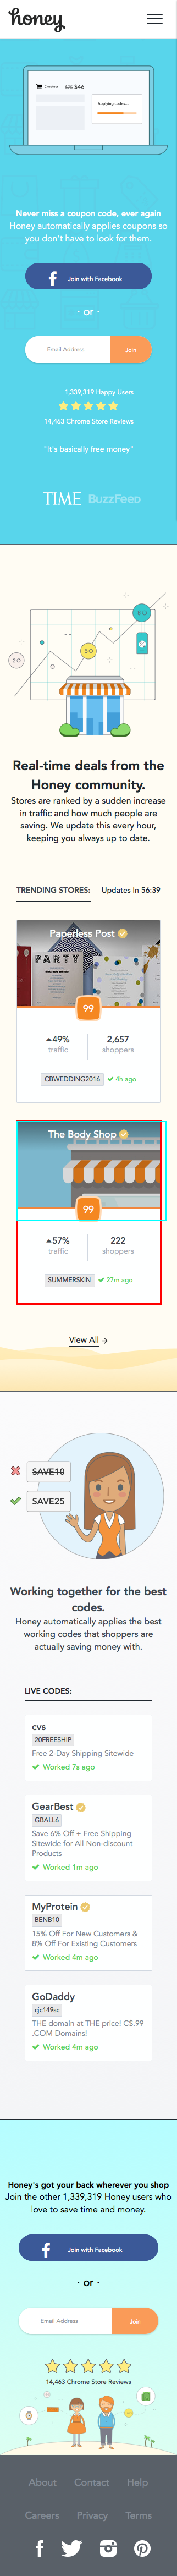 honey
Checkout $75 $46
Applying codes...
Never miss a coupon code, ever again
Honey automatically applies coupons so
you don't have to look for them.
Join with Facebook
· or ·
Email Address
Join
1,339,319 Happy Users
14,463 Chrome Store Reviews
"It's basically free money"
TIME BuzzFeed
Real-time deals from the
Honey community.
Stores are ranked by a sudden increase
in traffic and how much people are
saving. We update this every hour,
keeping you always up to date.
TRENDING STORES: Updates In 56:39
Paperless Post
PARTY
99
49% 2,657
traffic shoppers
CBWEDDING2016 4h ago
The Body Shop
99
57% 222
traffic shoppers
SUMMERSKIN 27m ago
View All
SAVE10
SAVE25
Working together for the best
codes.
Honey automatically applies the best
working codes that shoppers are
actually saving money with.
LIVE CODES:
cvs
20FREESHIP
Free 2-Day Shipping Sitewide
Worked 7s ago
GearBest
GBALL6
Save 6% Off + Free Shipping
Sitewide for All Non-discount
Products
Worked 1m ago
MyProtein
BENB10
15% Off For New Customers &
8% Off For Existing Customers
Worked 4m ago
GoDaddy
cjc149sc
THE domain at THE price! C$.99
.COM Domains!
Worked 4m ago
Honey's got your back wherever you shop
Join the other 1,339,319 Honey users who
love to save time and money.
Join with Facebook
· or ·
Email Address
Join
14,463 Chrome Store Reviews
About Contact Help
Careers Privacy Terms